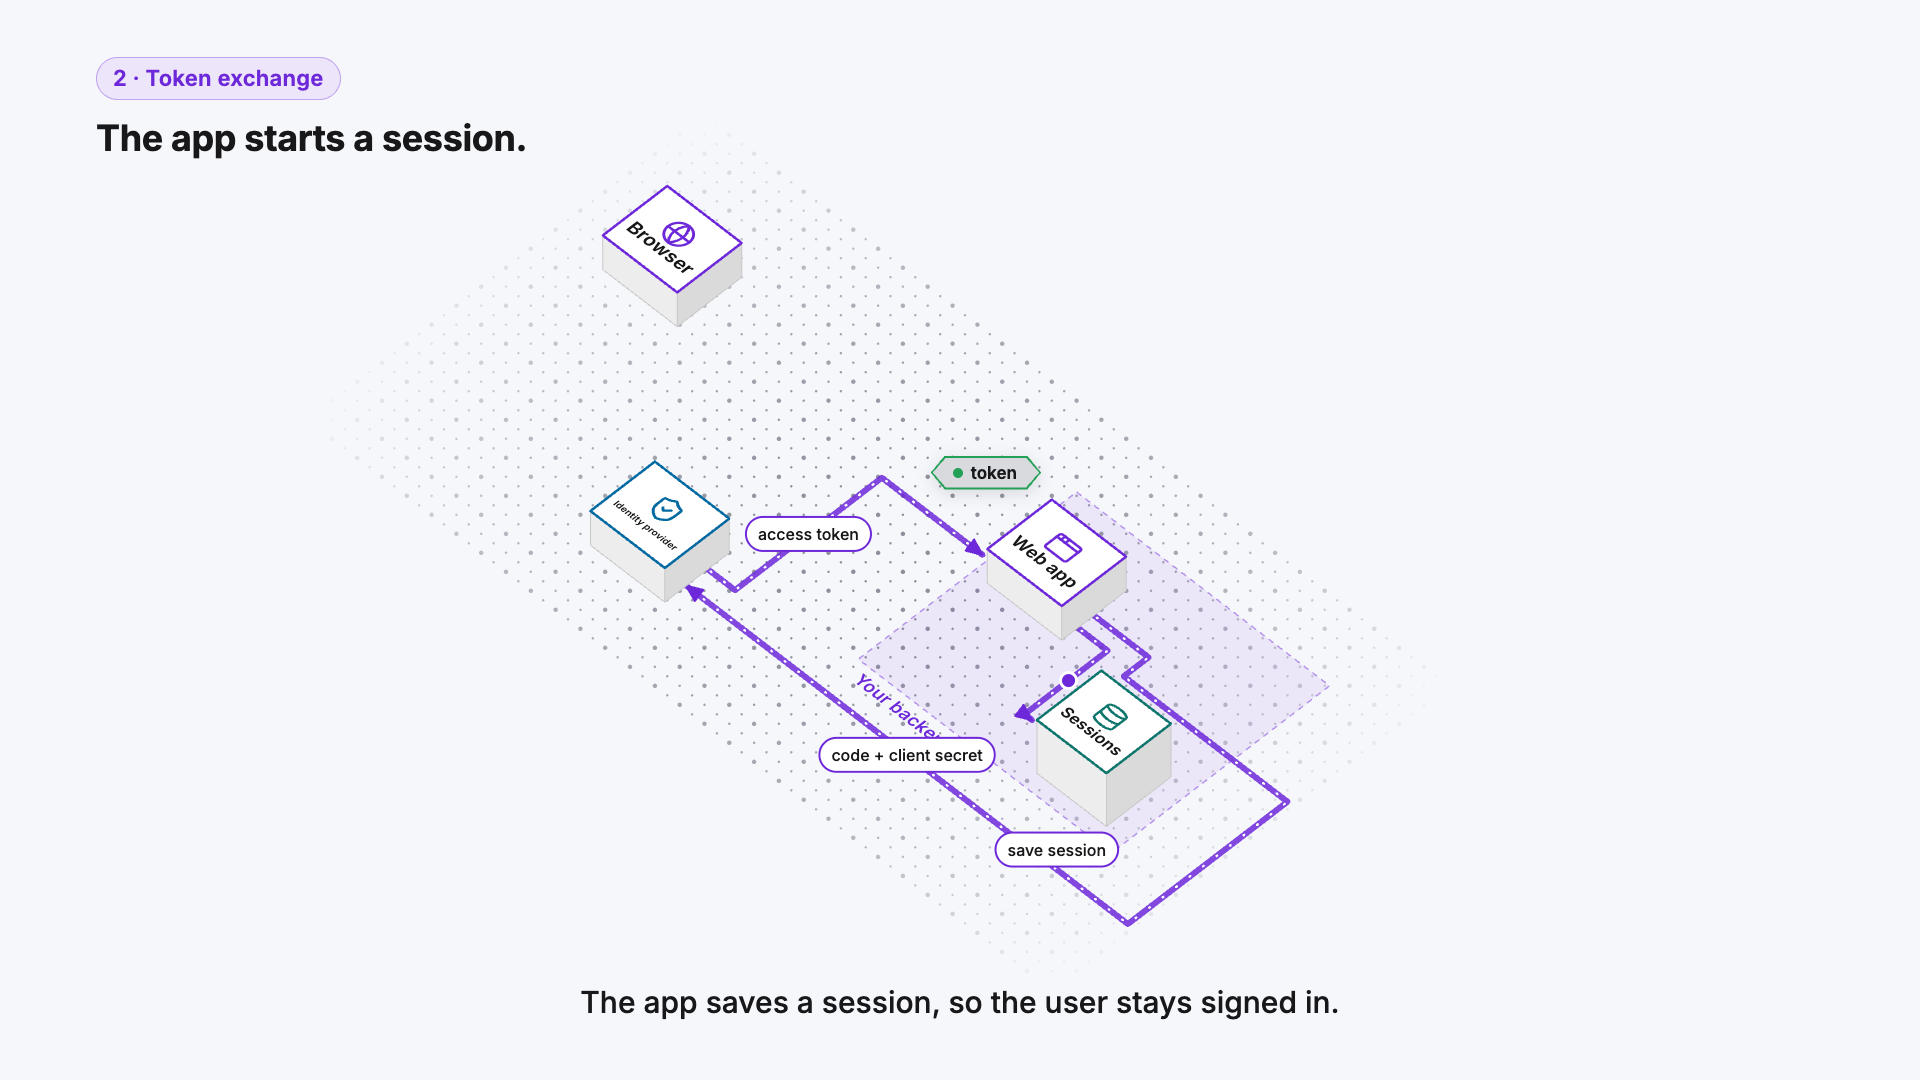 2 · Token exchange
The app starts a session.
Browser
token
Identity provider
access token
Web app
Your
Sessions
code + client secret
save session
The app saves a session, so the user stays signed in.